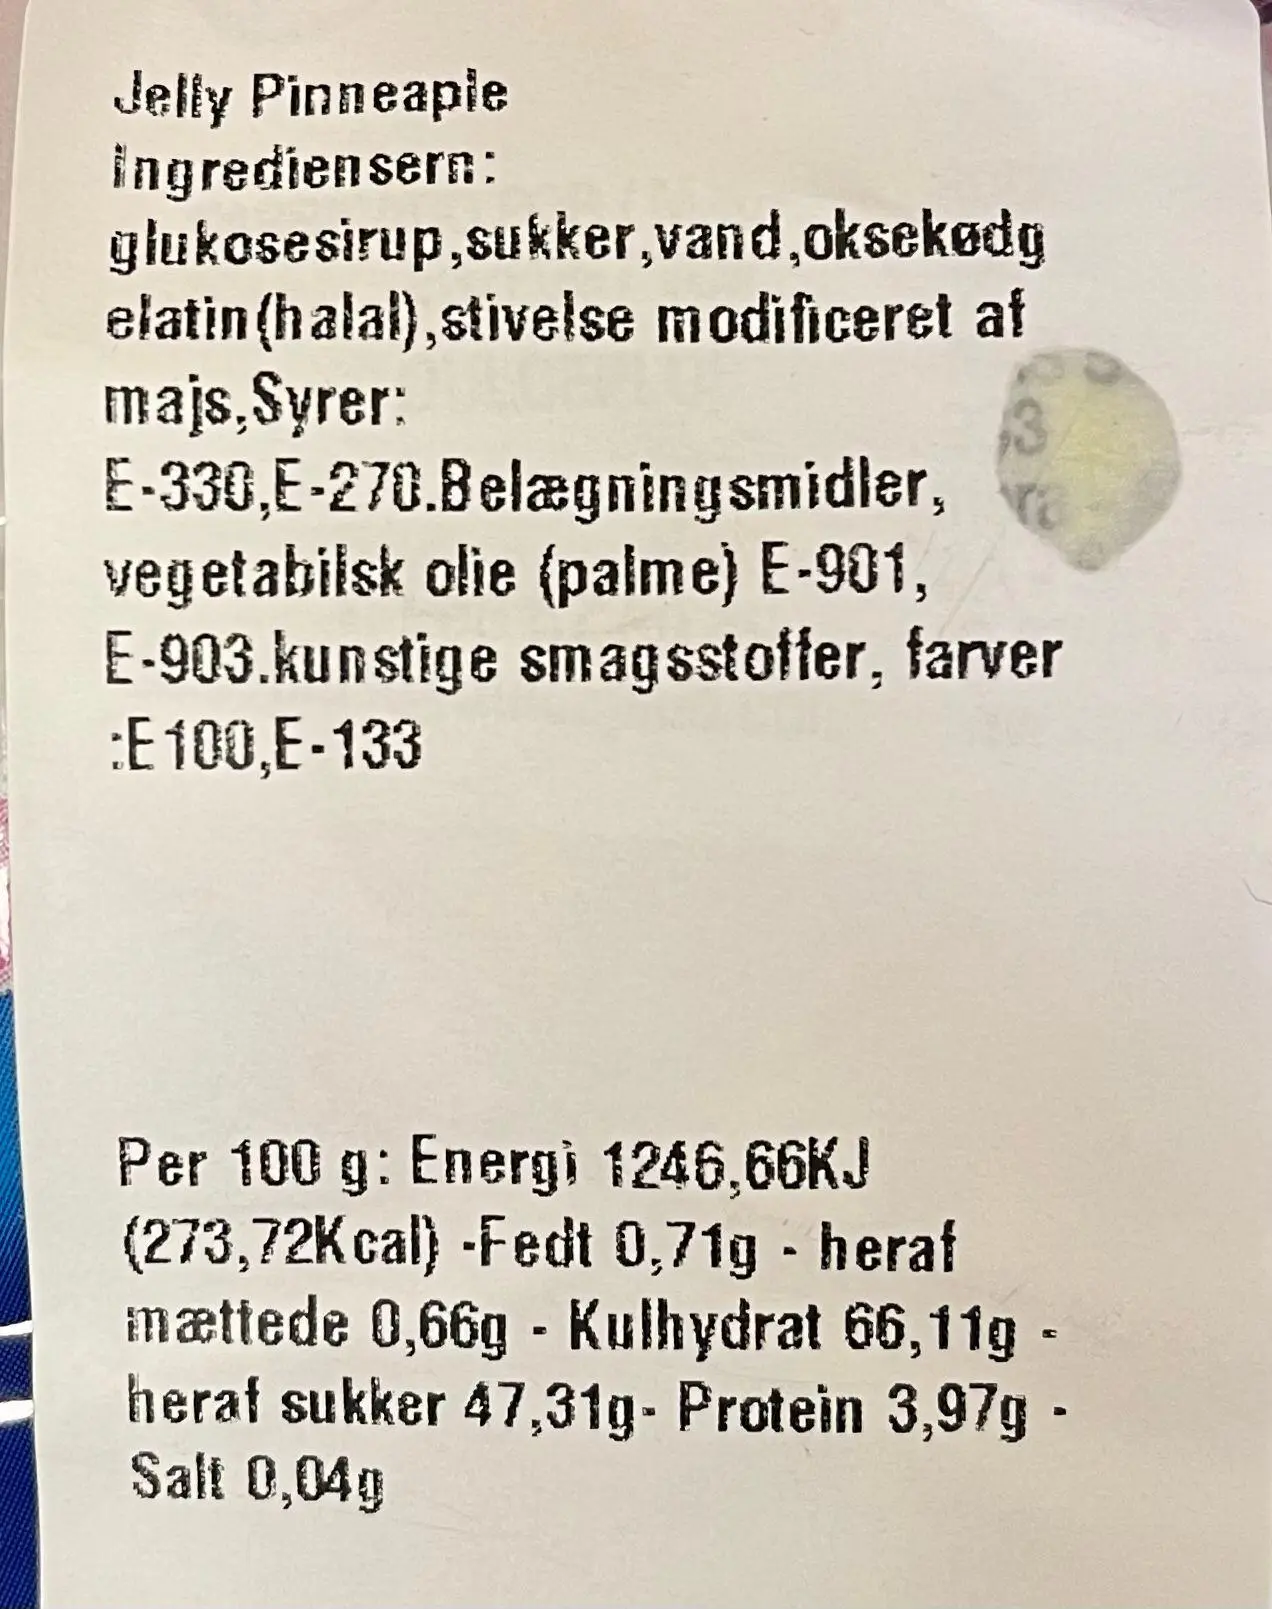 Jelly Pinneaple
Ingrediensern:
glukosesirup,sukker,vand,oksekødg
elatin(halal),stivelse modificeret af
majs,Syrer:
E-330,E-270.Belægningsmidler,
vegetabilsk olie (palme) E-901,
E-903.kunstige smagsstoffer, farver
:E100,E-133
Per 100 g: Energi 1246,66KJ
(273,72Kcal) -Fedt 0,71g - heraf
mættede 0,66g - Kulhydrat 66,11g -
heraf sukker 47,31g- Protein 3,97g -
Salt 0,04g